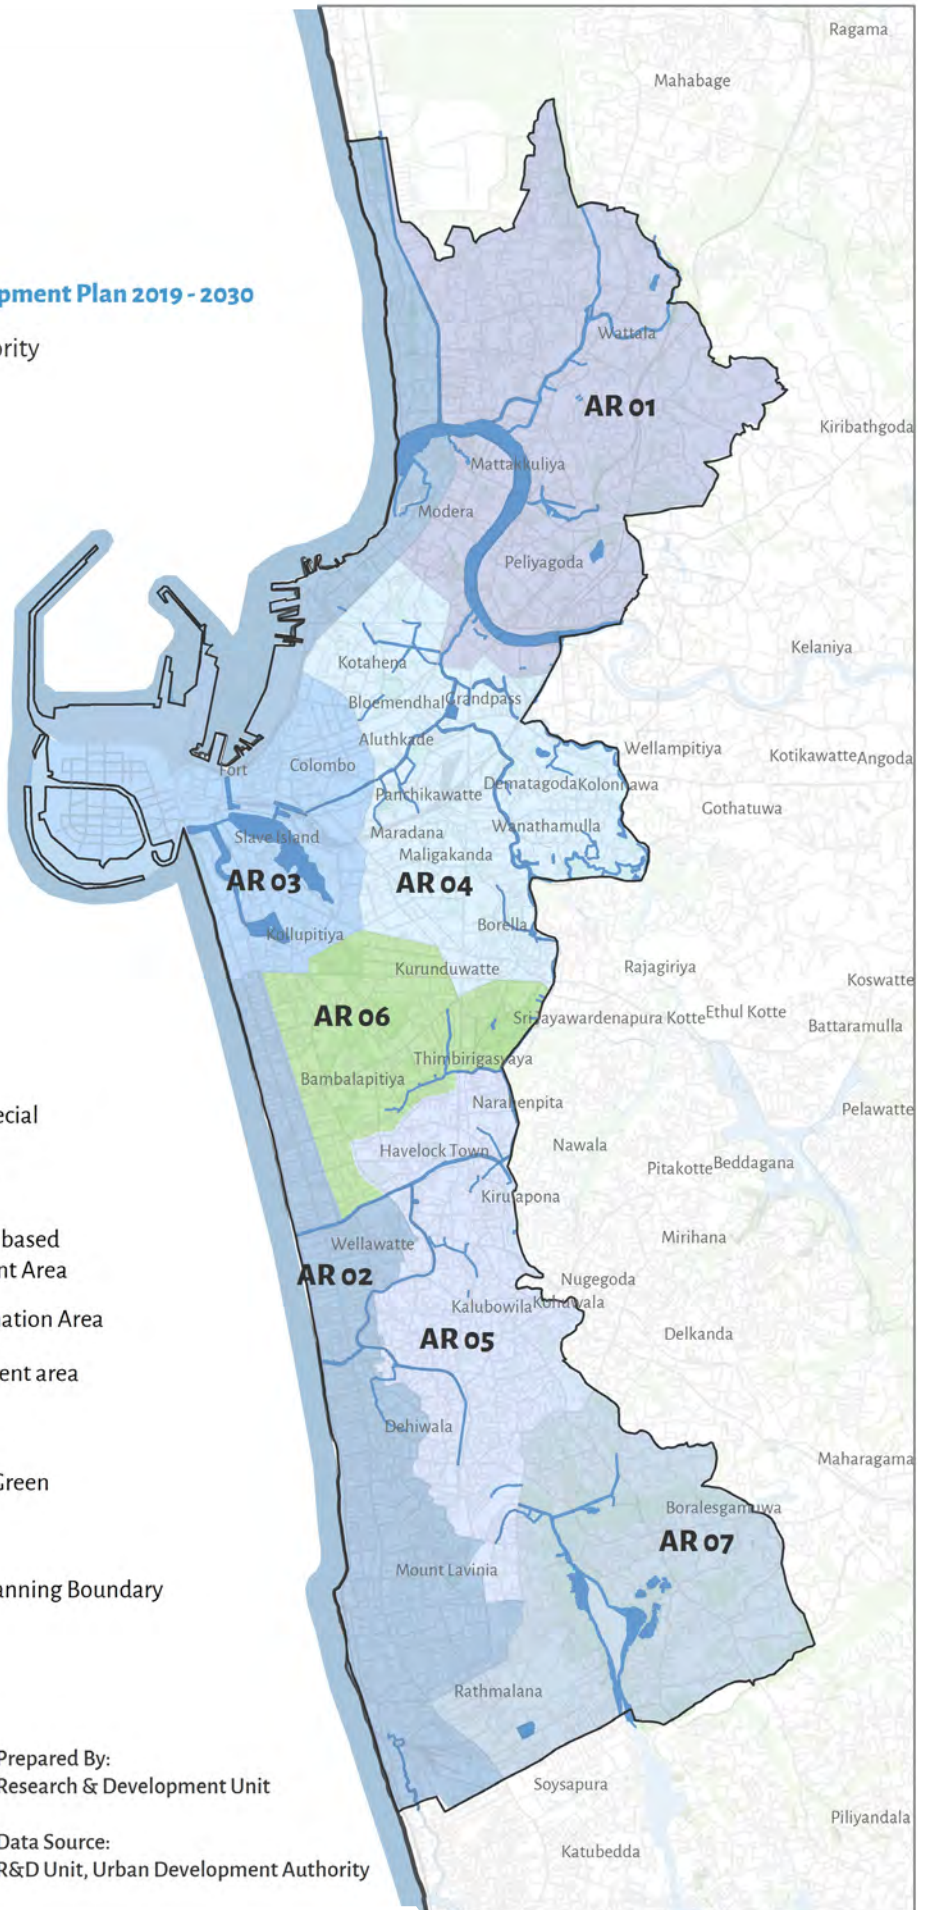 Ragama
Mahabage
pment Plan 2019 - 2030
Wattala
ority
AR 01
Kiribathgoda
Mattakkuliya
Modera
Peliyagoda
Kelaniya
Kotahena
Bloemendhal Grandpass
Aluthkade
Wellampitiya
Kotikawatte Angoda
Fort
Colombo
Dematagoda Kolonnawa
Panchikawatte
Gothatuwa
Slave Island
Maradana
Wanathamulla
Maligakanda
AR 03
AR 04
Kollupitiya
Borella
Kurunduwatte
Rajagiriya
Koswatte
AR 06
Sri Jayawardenapura Kotte Ethul Kotte
Battaramulla
Thimbirigasyaya
Bambalapitiya
Narahenpita
Pelawatte
ecial
Havelock Town
Nawala
Pitakotte Beddagana
Kirulapona
based
Wellawatte
Mirihana
nt Area
AR 02
Nugegoda
Kalubowila Kohuwala
ation Area
AR 05
Delkanda
ent area
Dehiwala
Maharagama
Green
Boralesgamuwa
AR 07
Mount Lavinia
anning Boundary
Rathmalana
Prepared By:
Research & Development Unit
Soysapura
Piliyandala
Data Source:
Katubedda
R&D Unit, Urban Development Authority